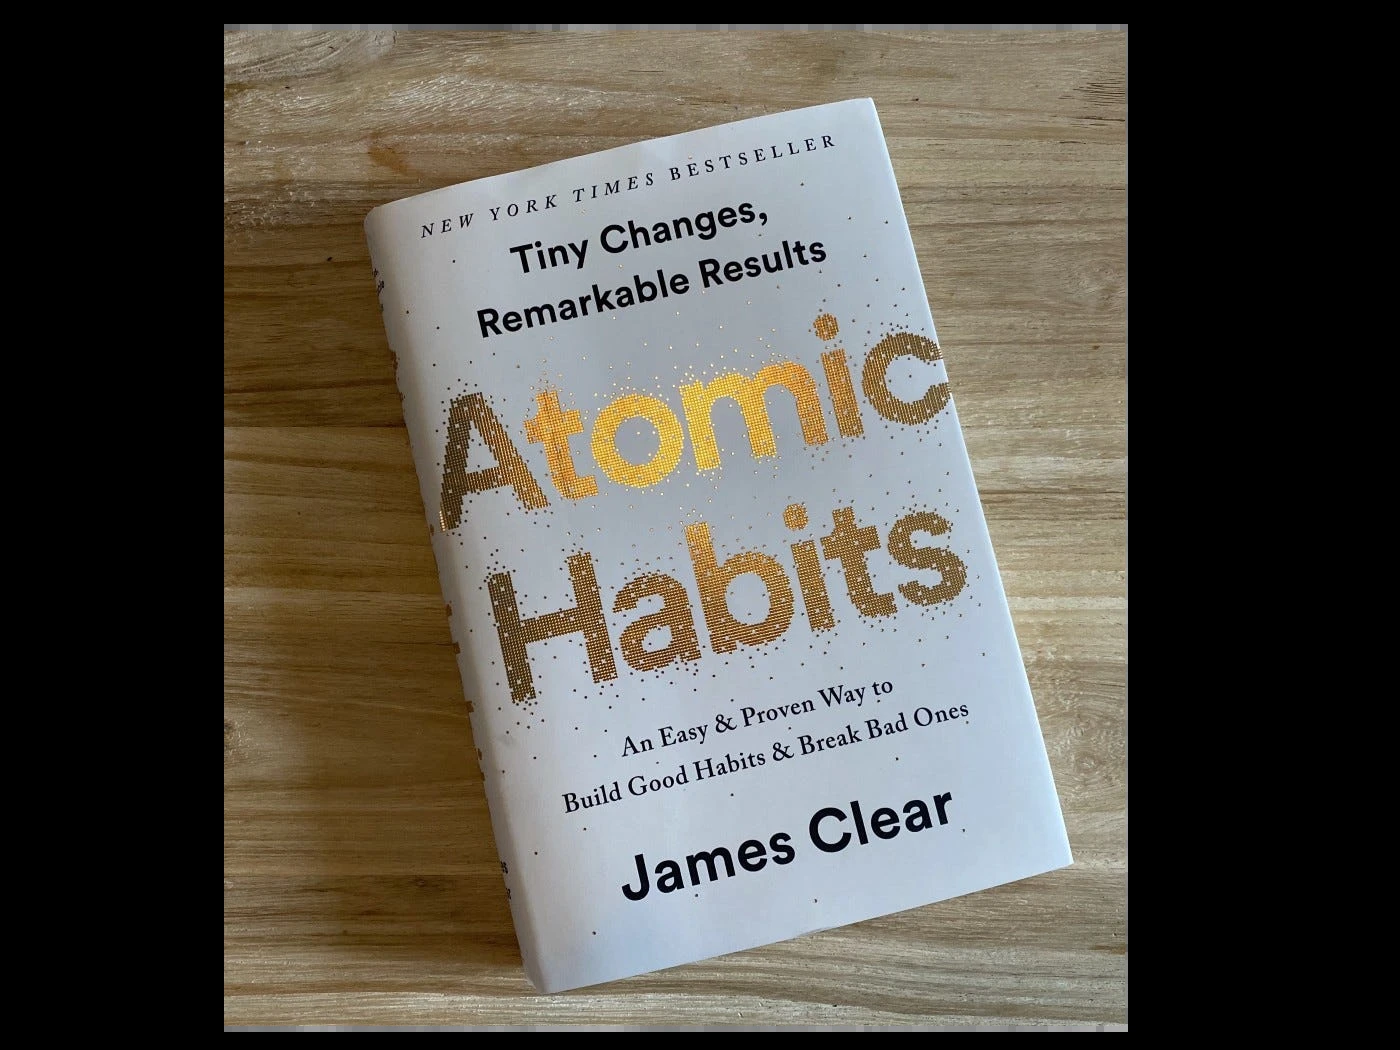 NEW YORK TIMES BESTSELLER
Tiny Changes,
Remarkable Results
Atomic
Habits
An Easy & Proven Way to
Build Good Habits & Break Bad Ones
James Clear